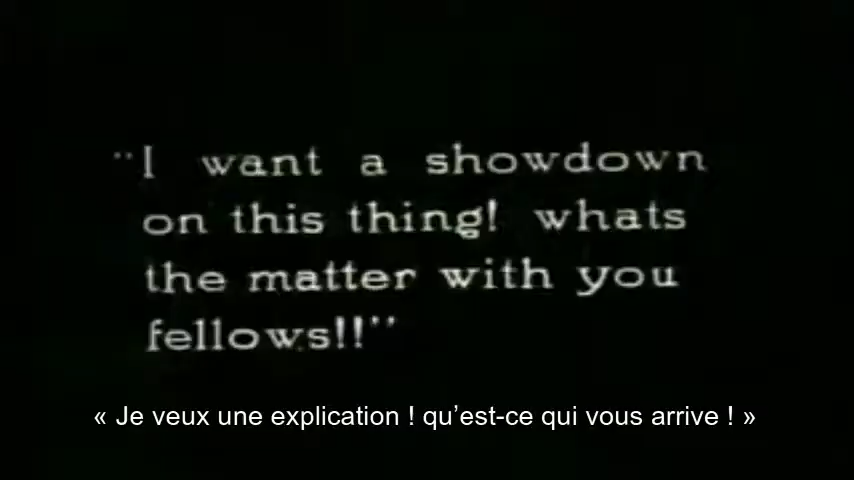 "I want a showdown
on this thing! whats
the matter with you
fellows!!"
« Je veux une explication ! qu’est-ce qui vous arrive ! »